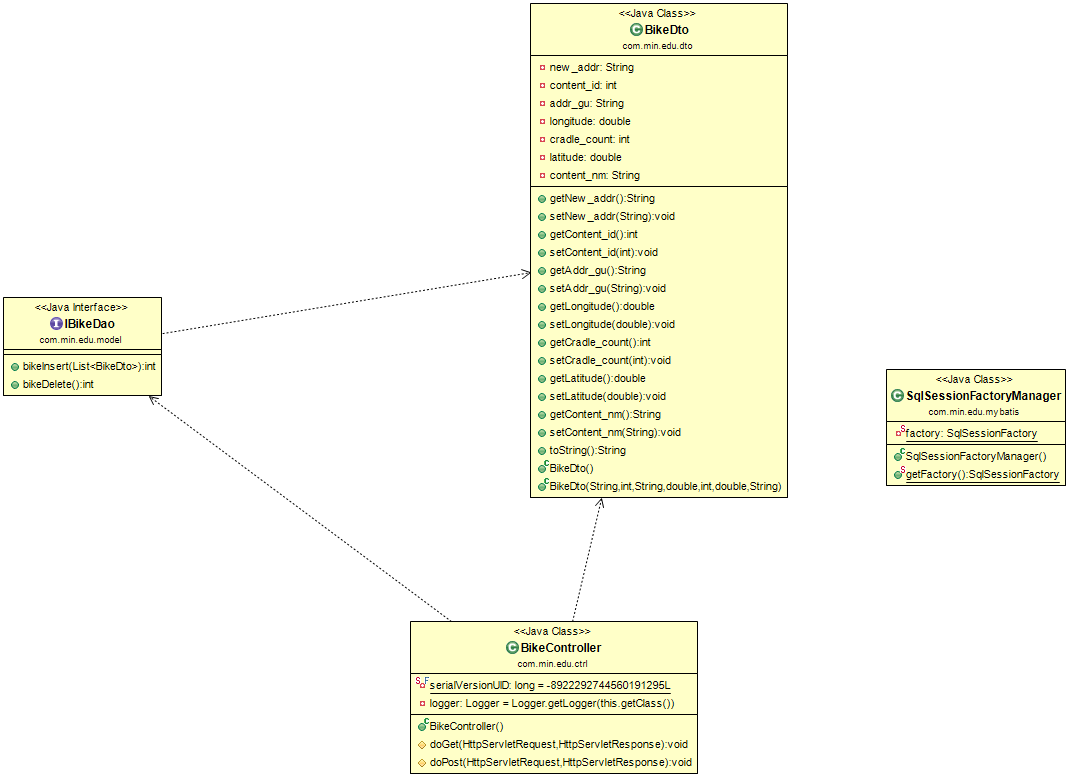 <<Java Class>>
BikeDto
com.min.edu.dto
new_addr: String
content_id: int
addr_gu: String
longitude: double
cradle_count: int
latitude: double
content_nm: String
getNew_addr():String
setNew_addr(String):void
getContent_id():int
setContent_id(int):void
getAddr_gu():String
setAddr_gu(String):void
getLongitude():double
setLongitude(double):void
getCradle_count():int
setCradle_count(int):void
getLatitude():double
setLatitude(double):void
getContent_nm():String
setContent_nm(String):void
toString():String
BikeDto()
BikeDto(String,int,String,double,int,double,String)
<<Java Interface>>
IBikeDao
com.min.edu.model
bikeInsert(List<BikeDto>):int
bikeDelete():int
<<Java Class>>
SqlSessionFactoryManager
com.min.edu.mybatis
factory: SqlSessionFactory
SqlSessionFactoryManager()
getFactory():SqlSessionFactory
<<Java Class>>
BikeController
com.min.edu.ctrl
serialVersionUID: long = -8922292744560191295L
logger: Logger = Logger.getLogger(this.getClass())
BikeController()
doGet(HttpServletRequest,HttpServletResponse):void
doPost(HttpServletRequest,HttpServletResponse):void